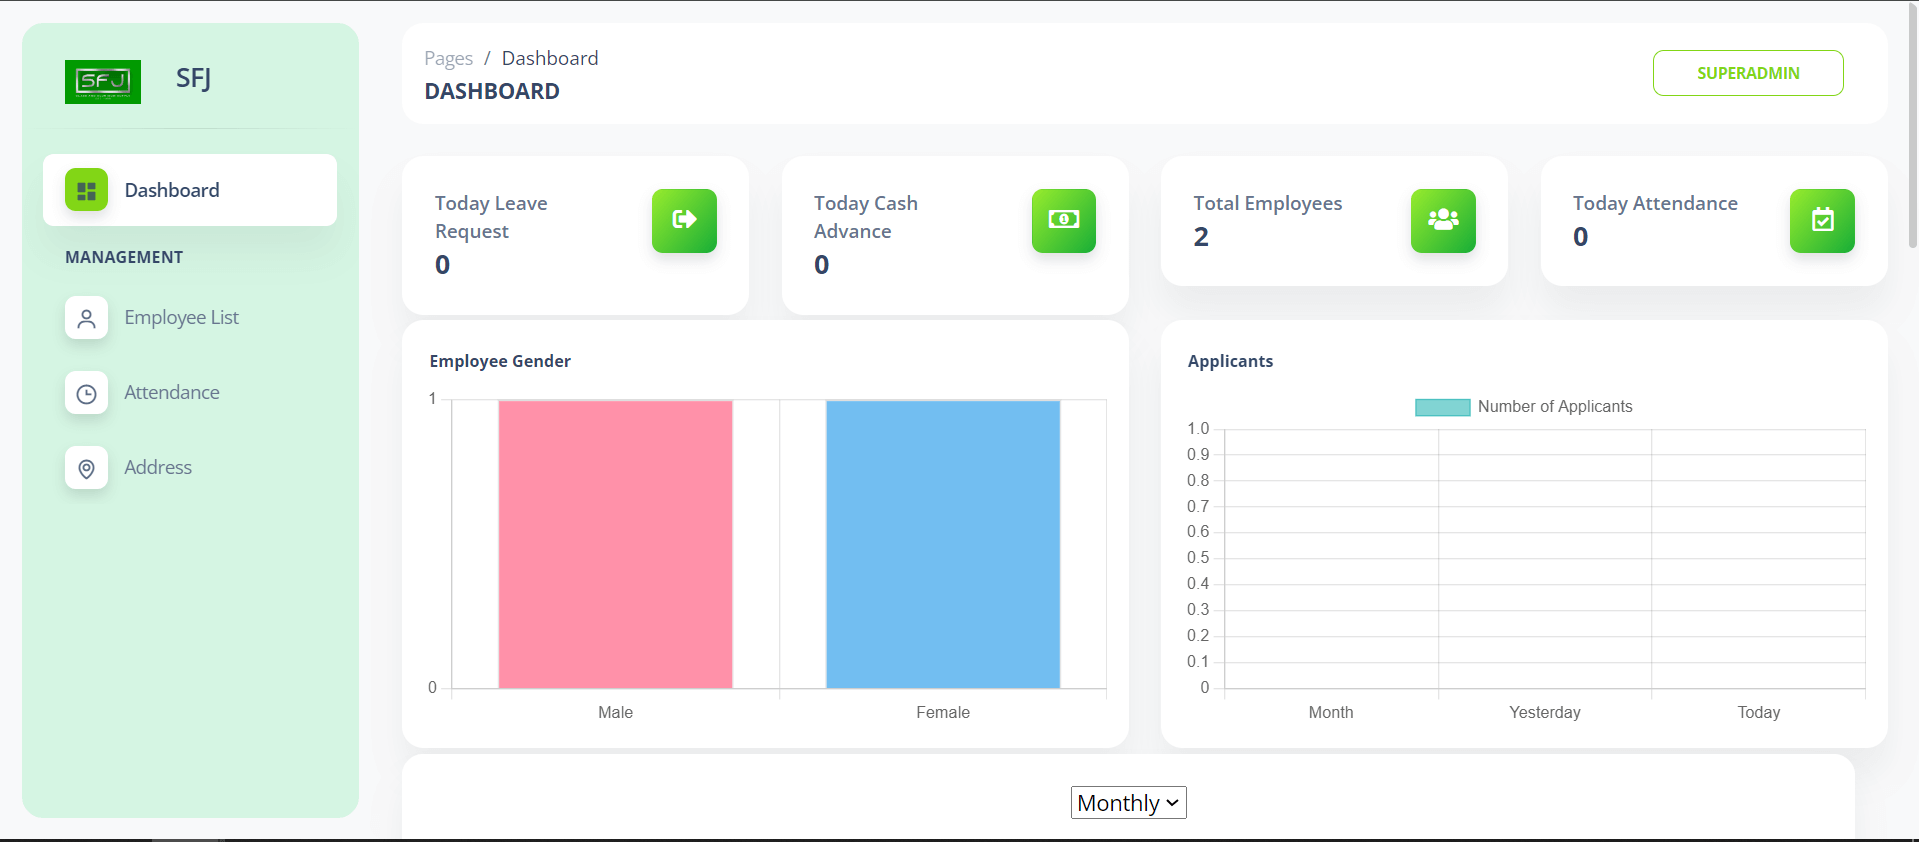 SFJ
SFJ
Pages / Dashboard
DASHBOARD
SUPERADMIN
Dashboard
MANAGEMENT
Employee List
Attendance
Address
Today Leave
Request
0
Today Cash
Advance
0
Total Employees
2
Today Attendance
0
Employee Gender
1
0
Male Female
Applicants
Number of Applicants
1.0
0.9
0.8
0.7
0.6
0.5
0.4
0.3
0.2
0.1
0
Month Yesterday Today
Monthly